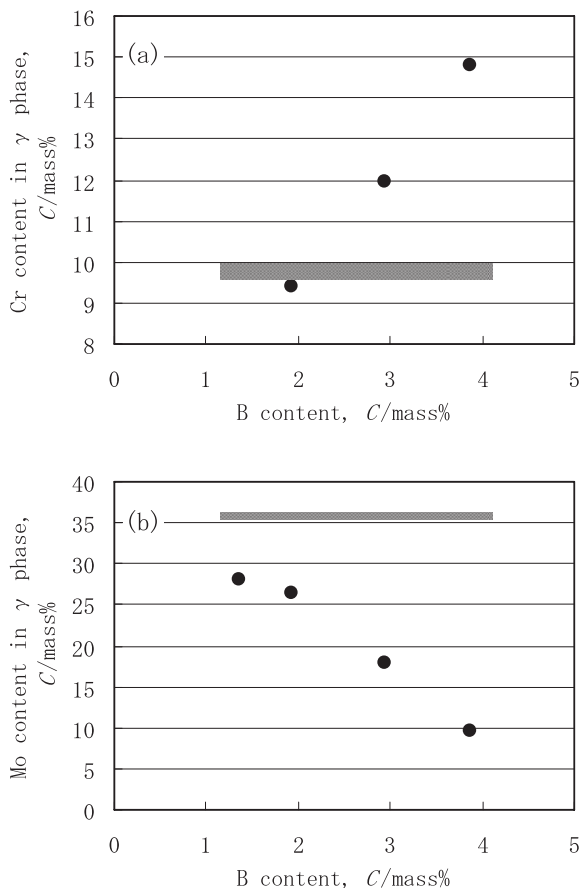 Cr content in γ phase,
C/mass%
16
15
14
13
12
11
10
9
8
(a)
0 1 2 3 4 5
B content, C/mass%
Mo content in γ phase,
C/mass%
40
35
30
25
20
15
10
5
0
(b)
0 1 2 3 4 5
B content, C/mass%